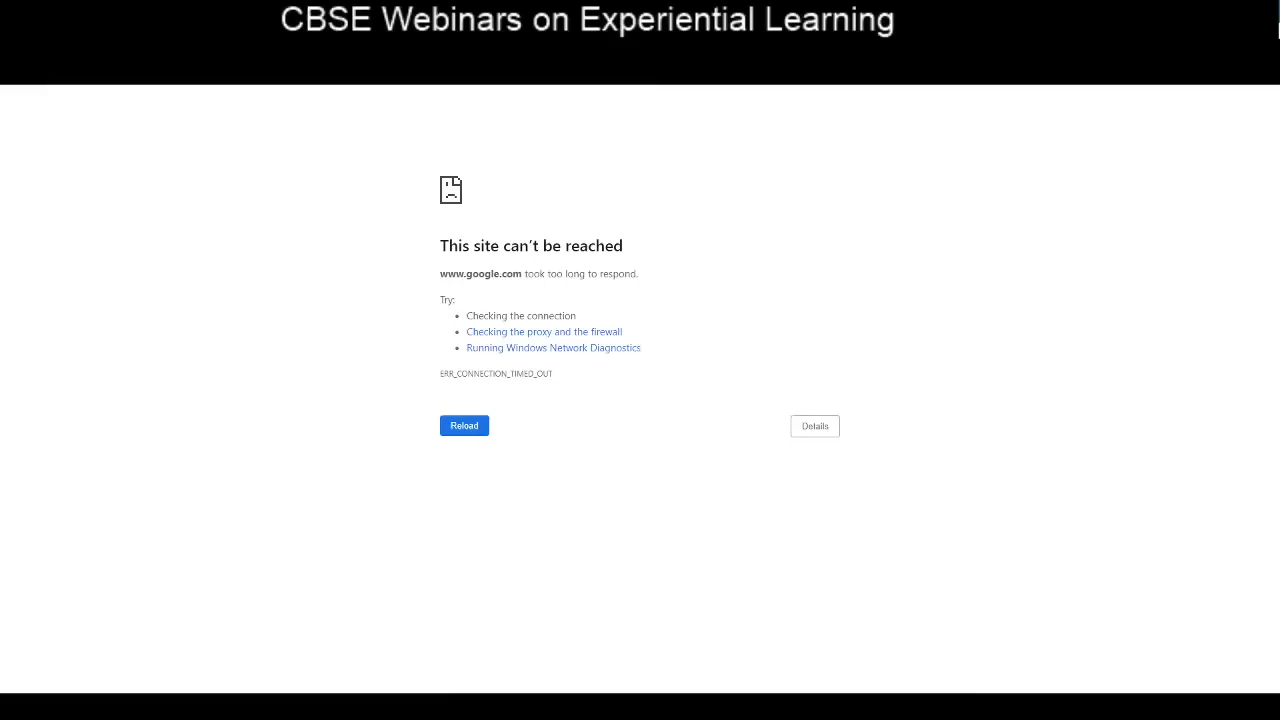 CBSE Webinars on Experiential Learning
This site can’t be reached
www.google.com took too long to respond.
Try:
• Checking the connection
• Checking the proxy and the firewall
• Running Windows Network Diagnostics
ERR_CONNECTION_TIMED_OUT
Reload
Details